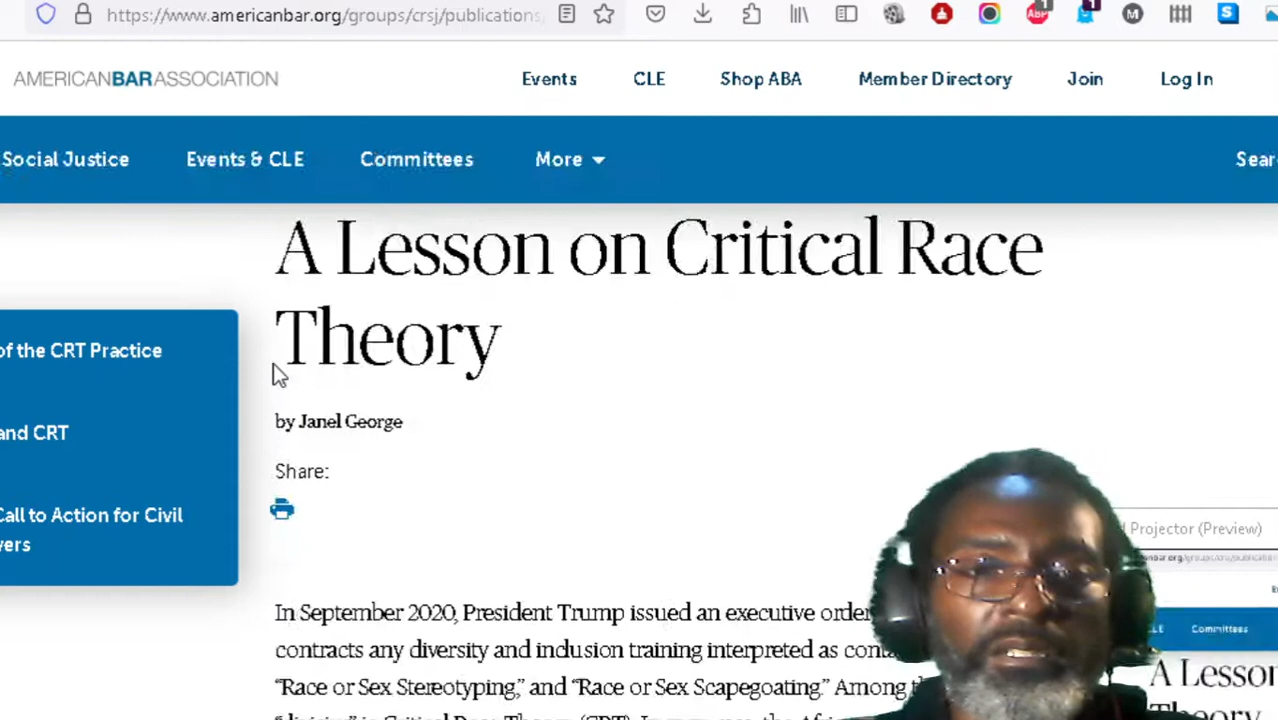 https://www.americanbar.org/groups/crsj/publications
AMERICANBARASSOCIATION
Events
CLE
Shop ABA
Member Directory
Join
Log In
Social Justice
Events & CLE
Committees
More
A Lesson on Critical Race
Theory
of the CRT Practice
and CRT
Call to Action for Civil
by Janel George
Share:
Projector (Preview)
Committees
A Lesson
In September 2020, President Trump issued an executive order
contracts any diversity and inclusion training interpreted as
"Race or Sex Stereotyping," and "Race or Sex Scapegoating." Among